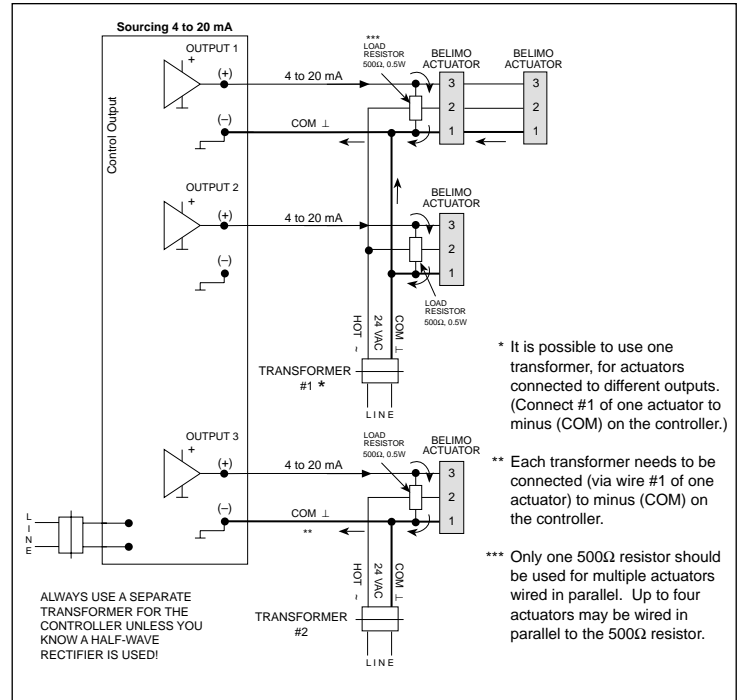 Sourcing 4 to 20 mA
Control Output
OUTPUT 1
+
(+)
4 to 20 mA
***
LOAD
RESISTOR
500Ω, 0.5W
BELIMO
ACTUATOR
3
2
1
BELIMO
ACTUATOR
3
2
1
(–)
COM ⊥
OUTPUT 2
+
(+)
4 to 20 mA
BELIMO
ACTUATOR
3
2
1
(–)
LOAD
RESISTOR
500Ω, 0.5W
HOT ~
24 VAC
COM ⊥
TRANSFORMER
#1 *
LINE
OUTPUT 3
+
(+)
4 to 20 mA
LOAD
RESISTOR
500Ω, 0.5W
BELIMO
ACTUATOR
3
2
1
(–)
COM ⊥
**
HOT ~
24 VAC
COM ⊥
TRANSFORMER
#2
LINE
LINE
ALWAYS USE A SEPARATE
TRANSFORMER FOR THE
CONTROLLER UNLESS YOU
KNOW A HALF-WAVE
RECTIFIER IS USED!
* It is possible to use one
transformer, for actuators
connected to different outputs.
(Connect #1 of one actuator to
minus (COM) on the controller.)
** Each transformer needs to be
connected (via wire #1 of one
actuator) to minus (COM) on
the controller.
*** Only one 500Ω resistor should
be used for multiple actuators
wired in parallel. Up to four
actuators may be wired in
parallel to the 500Ω resistor.